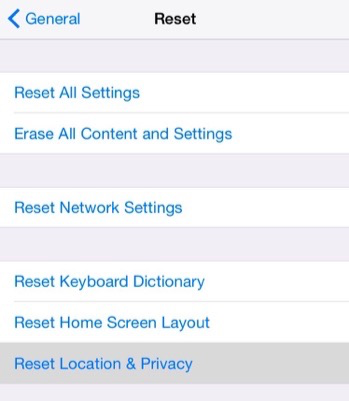 General
Reset
Reset All Settings
Erase All Content and Settings
Reset Network Settings
Reset Keyboard Dictionary
Reset Home Screen Layout
Reset Location & Privacy